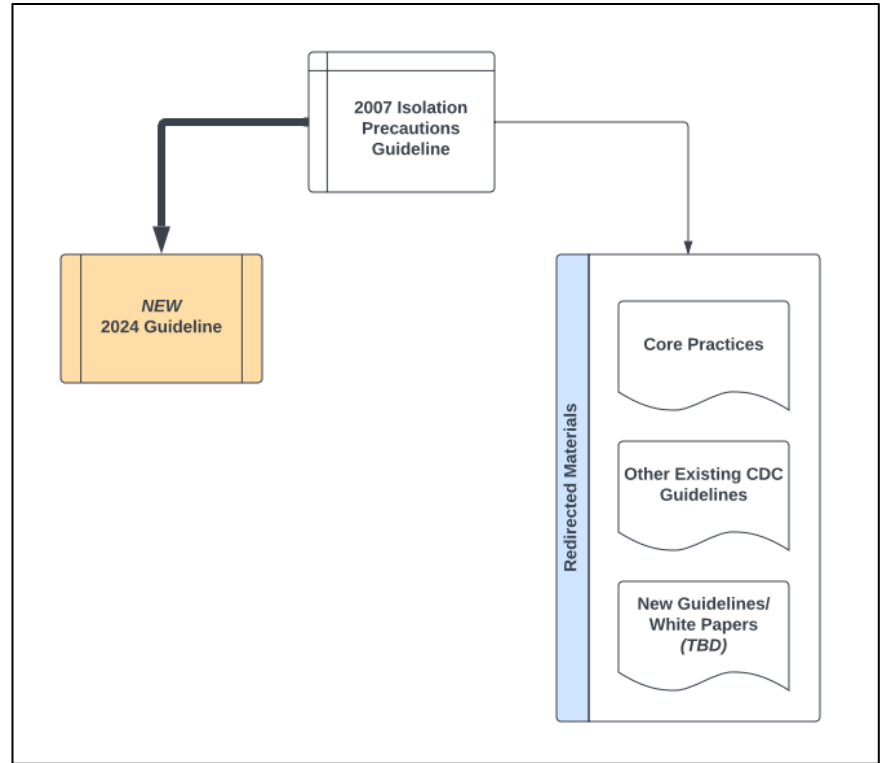 2007 Isolation
Precautions
Guideline
NEW
2024 Guideline
Redirected Materials
Core Practices
Other Existing CDC
Guidelines
New Guidelines/
White Papers
(TBD)